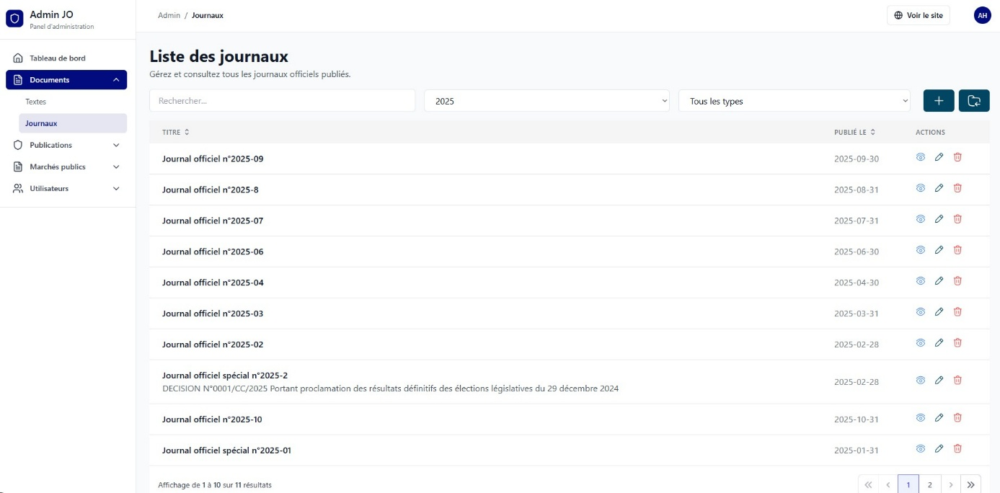 Admin JO
Panel d'administration
Admin / Journaux
Voir le site
AH
Tableau de bord
Documents
Textes
Journaux
Publications
Marchés publics
Utilisateurs
Liste des journaux
Gérez et consultez tous les journaux officiels publiés.
Rechercher...
2025
Tous les types
TITRE PUBLIÉ LE ACTIONS
Journal officiel n°2025-09 2025-09-30
Journal officiel n°2025-8 2025-08-31
Journal officiel n°2025-07 2025-07-31
Journal officiel n°2025-06 2025-06-30
Journal officiel n°2025-04 2025-04-30
Journal officiel n°2025-03 2025-03-31
Journal officiel n°2025-02 2025-02-28
Journal officiel spécial n°2025-2 2025-02-28
DECISION N°0001/CC/2025 Portant proclamation des résultats définitifs des élections législatives du 29 décembre 2024
Journal officiel n°2025-10 2025-10-31
Journal officiel spécial n°2025-01 2025-01-31
Affichage de 1 à 10 sur 11 résultats
« ‹ 1 2 › »